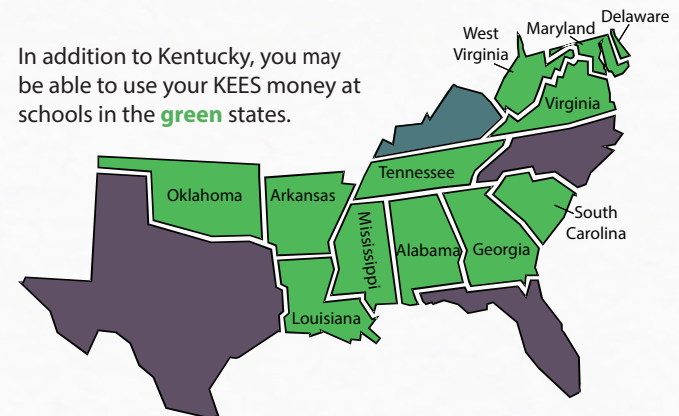 In addition to Kentucky, you may
be able to use your KEES money at
schools in the green states.
West
Virginia
Maryland
Delaware
Virginia
Tennessee
Oklahoma
Arkansas
Mississippi
Alabama
Georgia
South
Carolina
Louisiana